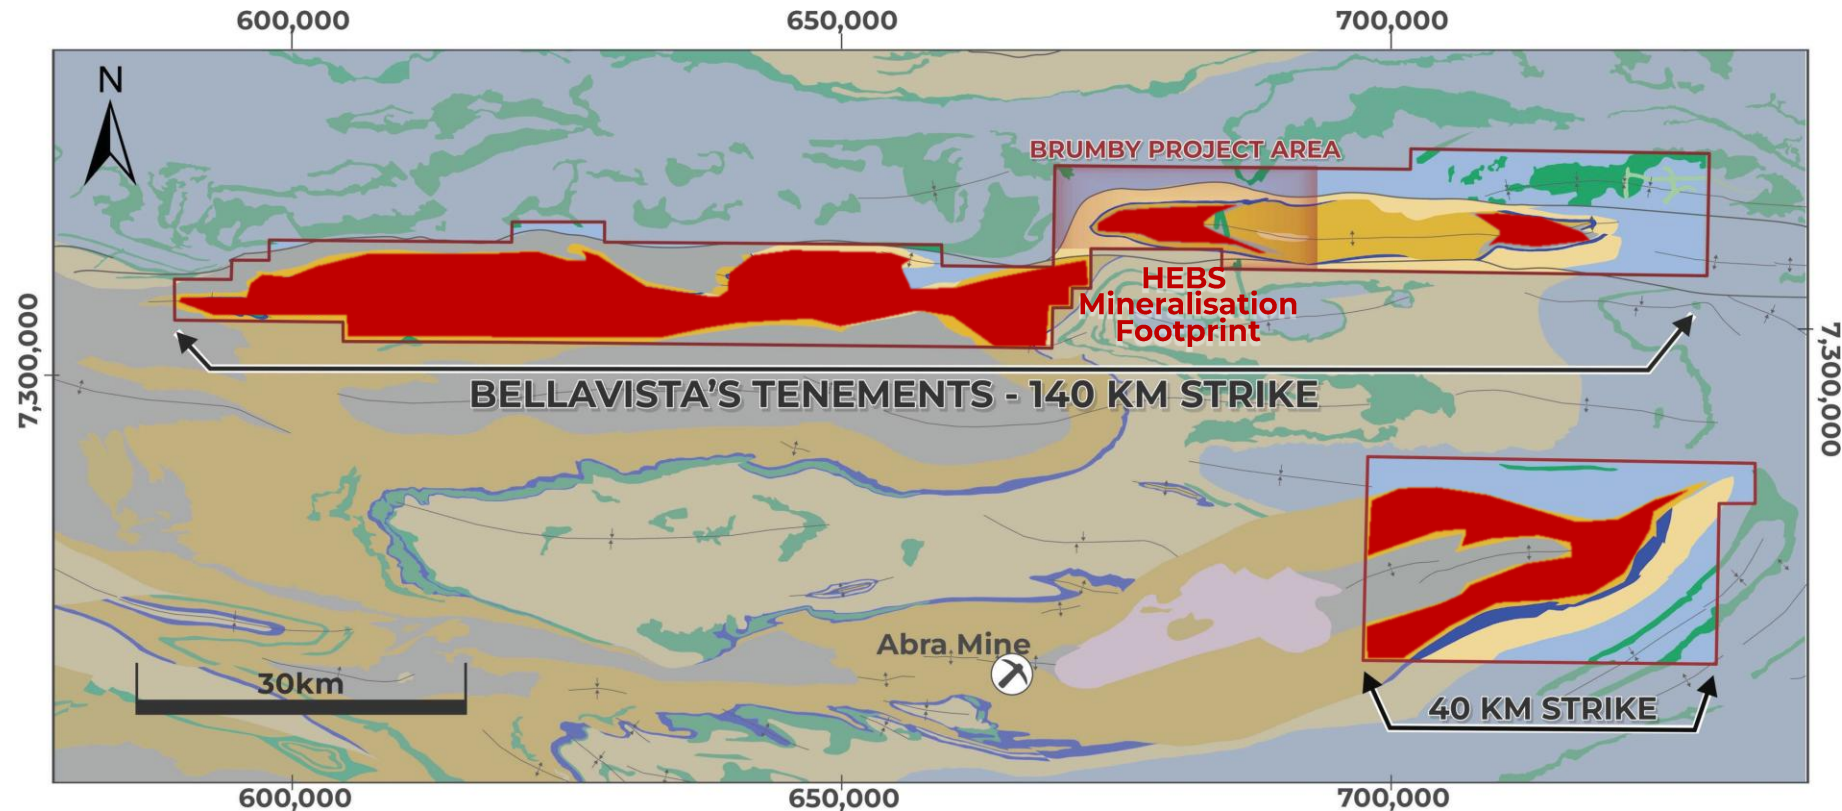 600,000
650,000
700,000
N
BRUMBY PROJECT AREA
HEBS
Mineralisation
Footprint
7,300,000
7,300,000
BELLAVISTA'S TENEMENTS - 140 KM STRIKE
Abra Mine
30km
40 KM STRIKE
600,000
650,000
700,000